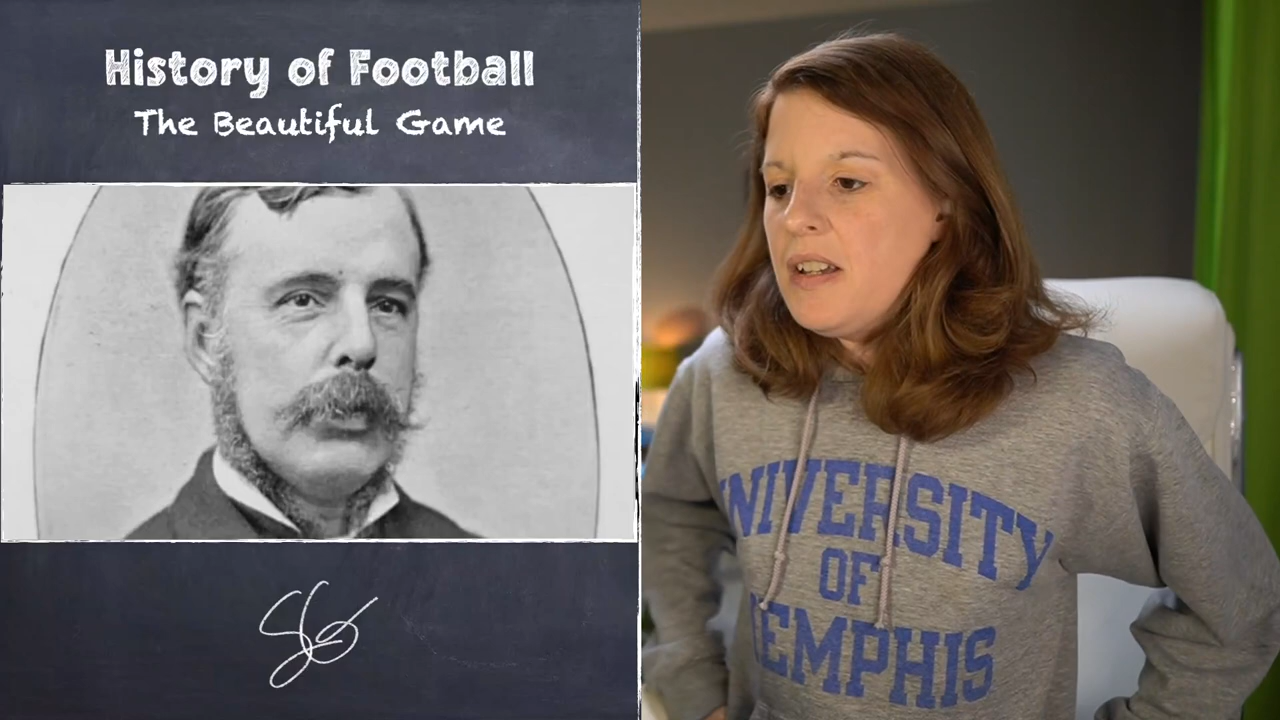 History of Football
The Beautiful Game
UNIVERSITY
OF
MEMPHIS